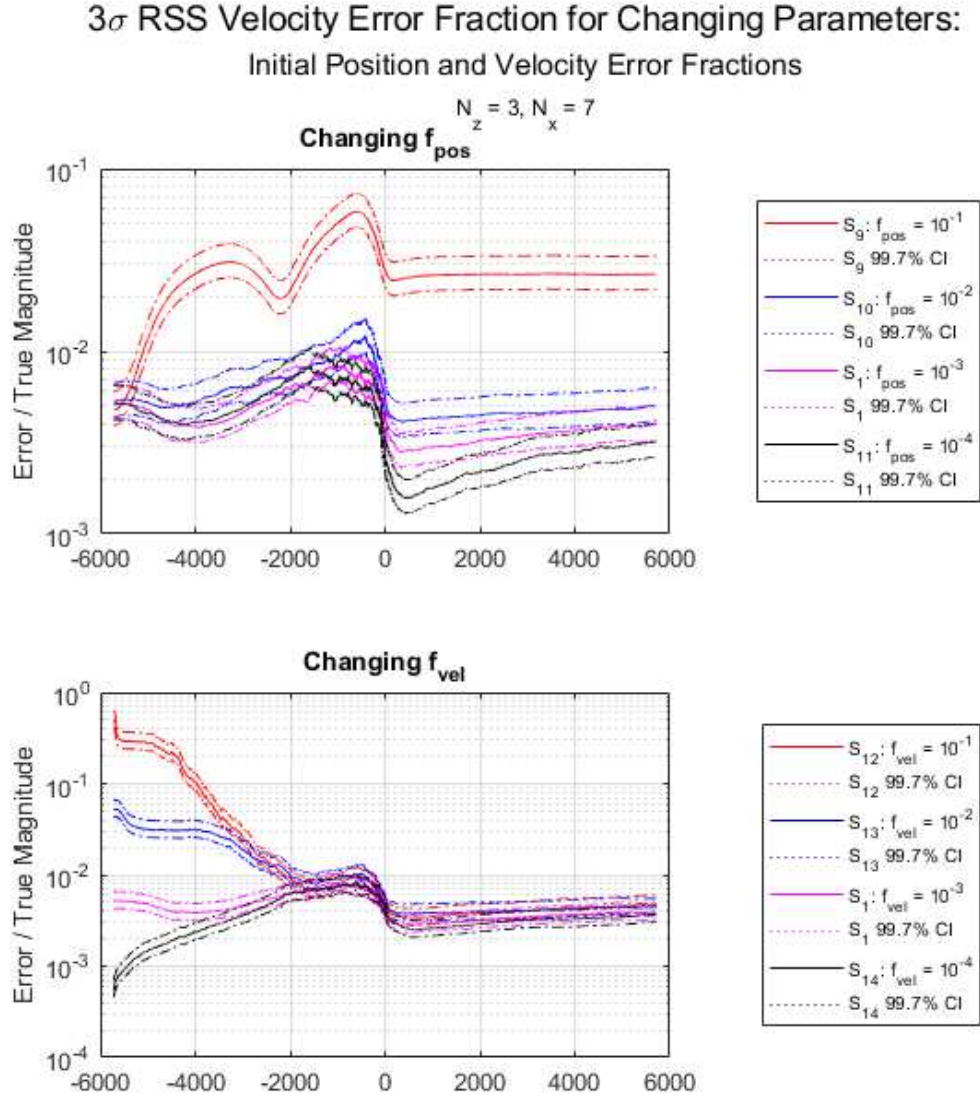 3σ RSS Velocity Error Fraction for Changing Parameters:
Initial Position and Velocity Error Fractions
N_z = 3, N_x = 7
Changing f_pos
Error / True Magnitude
10^-1
10^-2
10^-3
-6000 -4000 -2000 0 2000 4000 6000
S_9: f_pos = 10^-1
S_9 99.7% CI
S_10: f_pos = 10^-2
S_10 99.7% CI
S_1: f_pos = 10^-3
S_1 99.7% CI
S_11: f_pos = 10^-4
S_11 99.7% CI
Changing f_vel
Error / True Magnitude
10^0
10^-1
10^-2
10^-3
10^-4
-6000 -4000 -2000 0 2000 4000 6000
S_12: f_vel = 10^-1
S_12 99.7% CI
S_13: f_vel = 10^-2
S_13 99.7% CI
S_1: f_vel = 10^-3
S_1 99.7% CI
S_14: f_vel = 10^-4
S_14 99.7% CI